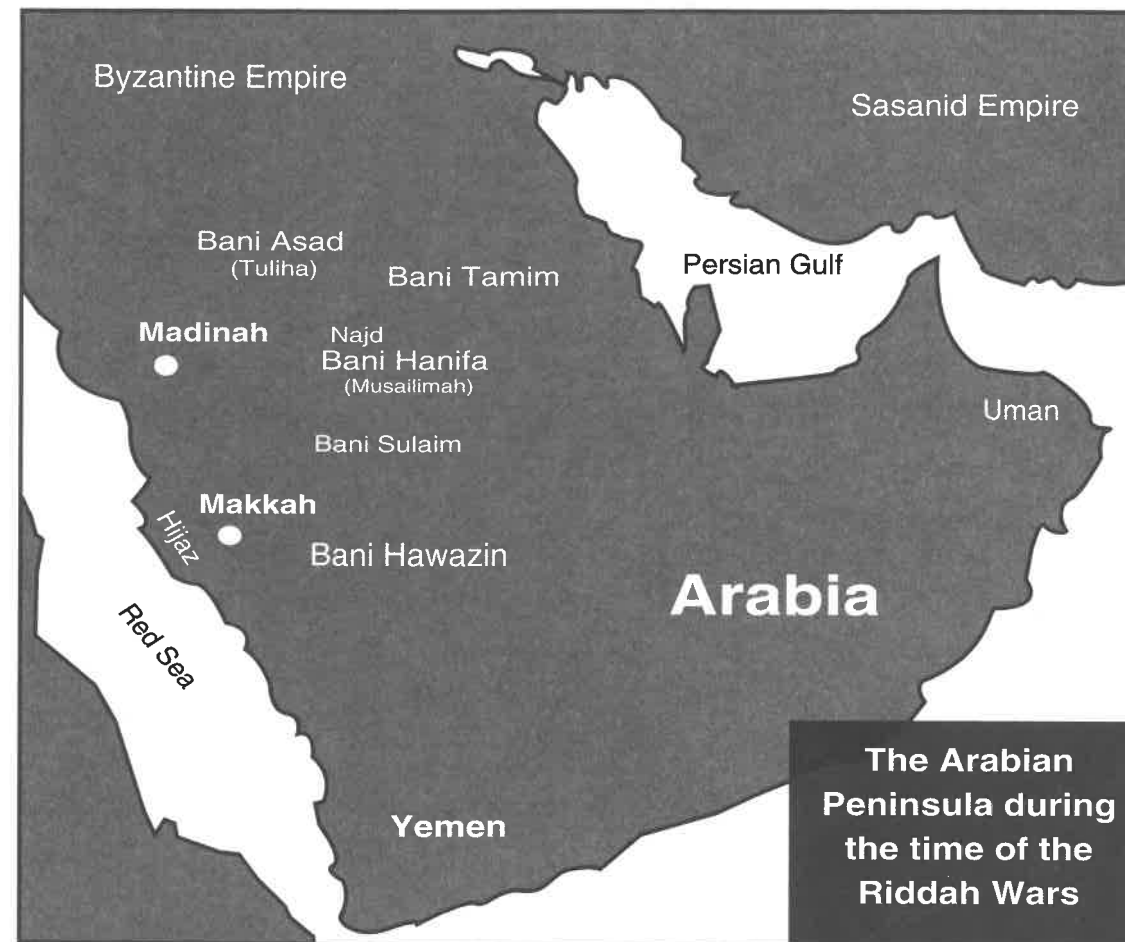 Byzantine Empire
Sasanid Empire
Bani Asad
(Tuliha)
Bani Tamim
Persian Gulf
Madinah
Najd
Bani Hanifa
(Musailimah)
Uman
Bani Sulaim
Makkah
Hijaz
Bani Hawazin
Arabia
Red Sea
Yemen
The Arabian
Peninsula during
the time of the
Riddah Wars